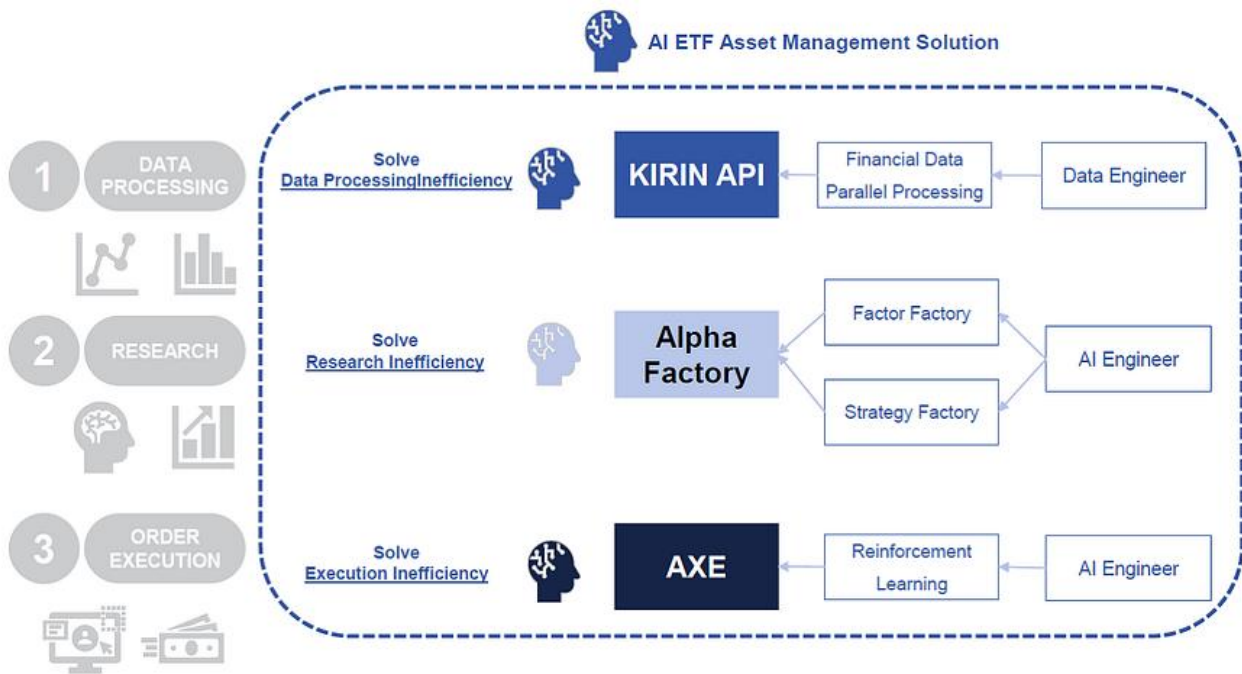 AI ETF Asset Management Solution
1
DATA
PROCESSING
Solve
Data ProcessingInefficiency
KIRIN API
Financial Data
Parallel Processing
Data Engineer
2
RESEARCH
Solve
Research Inefficiency
Alpha
Factory
Factor Factory
Strategy Factory
AI Engineer
3
ORDER
EXECUTION
Solve
Execution Inefficiency
AXE
Reinforcement
Learning
AI Engineer